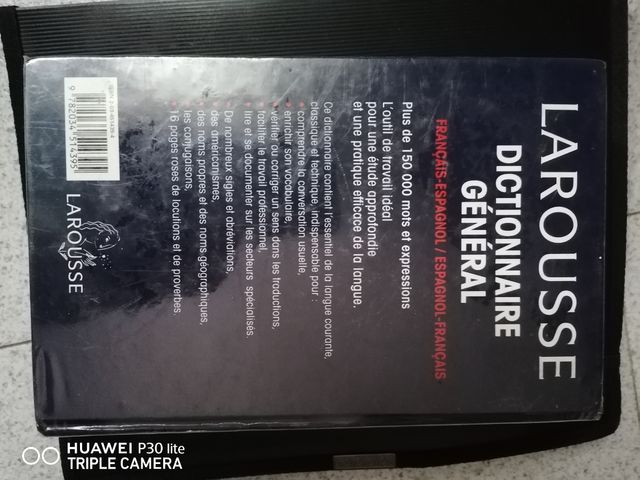 LAROUSSE
DICTIONNAIRE
GÉNÉRAL
FRANÇAIS-ESPAGNOL / ESPAGNOL-FRANÇAIS
Plus de 150 000 mots et expressions
L'outil de travail idéal
pour une étude approfondie
et une pratique efficace de la langue.
Ce dictionnaire contient l'essentiel de la langue courante,
classique et technique, indispensable pour :
• comprendre la conversation usuelle,
• enrichir son vocabulaire,
• vérifier ou corriger un sens dans les traductions,
• faciliter le travail professionnel,
• lire et se documenter sur les secteurs spécialisés.
• De nombreux sigles et abréviations,
• des américanismes,
• des noms propres et des noms géographiques,
• les conjugaisons,
• 16 pages roses de locutions et de proverbes.
9 782034 514395
LAROUSSE
HUAWEI P30 lite
TRIPLE CAMERA